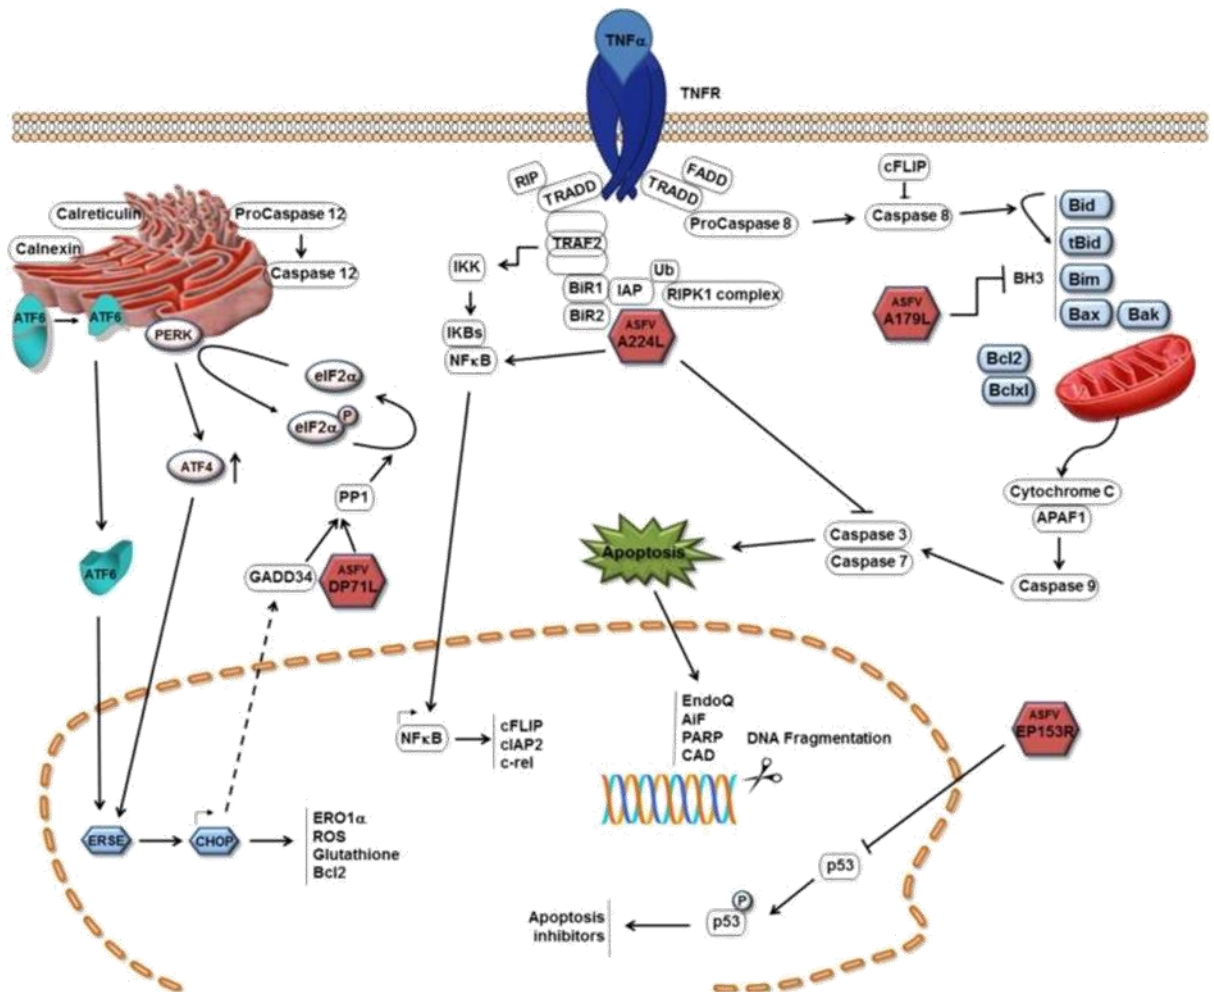 TNFα
TNFR
RIP
TRADD
TRADD
FADD
cFLIP
ProCaspase 8
Caspase 8
Bid
tBid
Bim
Bax
Bak
BH3
Calreticulin
ProCaspase 12
Calnexin
Caspase 12
TRAF2
IKK
Ub
BiR1
IAP
RIPK1 complex
BiR2
ASFV
A179L
ATF6
ATF6
PERK
IKBs
NFκB
ASFV
A224L
Bcl2
Bclxl
eIF2α
eIF2α
P
ATF4
PP1
Cytochrome C
APAF1
Apoptosis
Caspase 3
Caspase 7
Caspase 9
ATF6
GADD34
ASFV
DP71L
EndoQ
AiF
PARP
CAD
DNA Fragmentation
ASFV
EP153R
NFκB
cFLIP
cIAP2
c-rel
ERSE
CHOP
ERO1α
ROS
Glutathione
Bcl2
p53
P
p53
Apoptosis
inhibitors